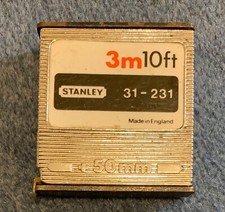 3m10ft
STANLEY 31-231
Made in England
50mm